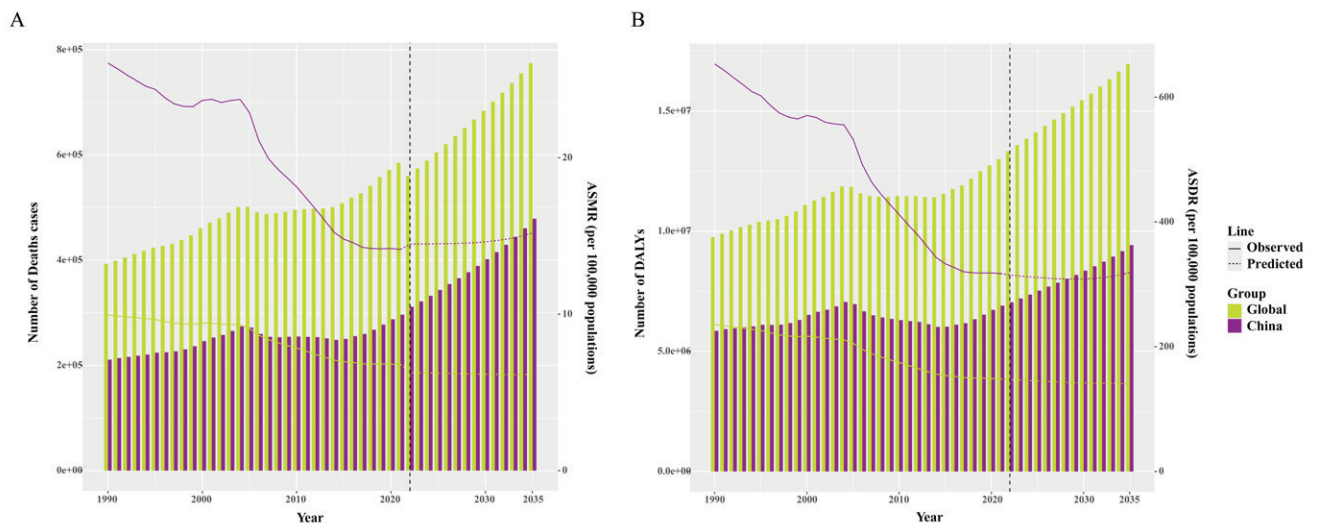 A
8e+05
6e+05
4e+05
2e+05
0e+00
Number of Deaths cases
20
10
0
ASMR (per 100,000 populations)
1990
2000
2010
2020
2030
2035
Year
B
1.5e+07
1.0e+07
5.0e+06
0.0e+00
Number of DALYs
600
400
200
0
ASDR (per 100,000 populations)
1990
2000
2010
2020
2030
2035
Year
Line
Observed
Predicted
Group
Global
China